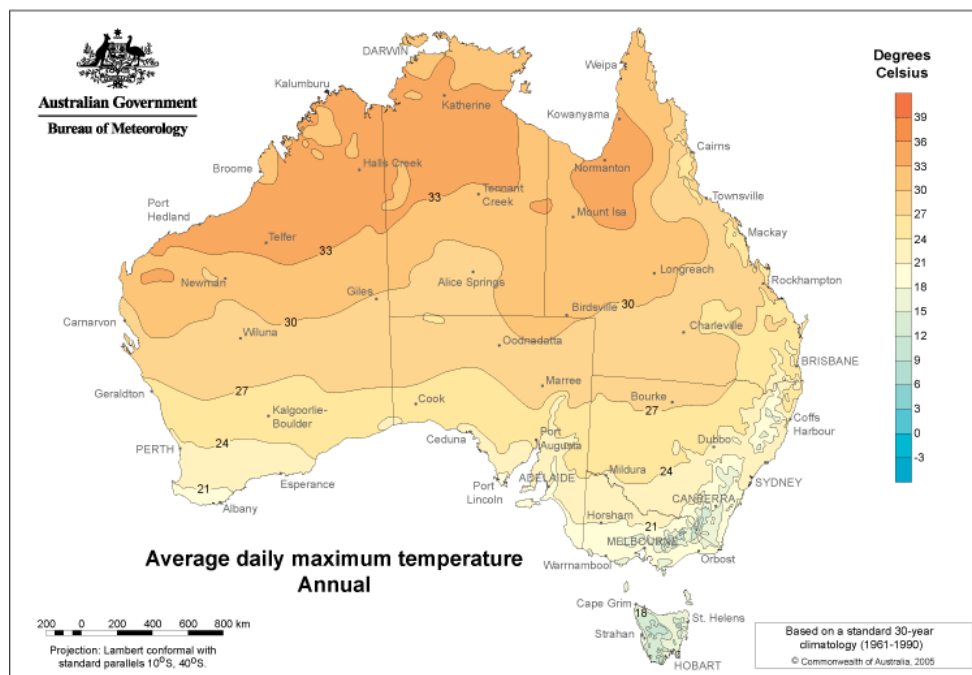 Australian Government
Bureau of Meteorology
Degrees
Celsius
39
36
33
30
27
24
21
18
15
12
9
6
3
0
-3
DARWIN
Weipa
Kalumburu
Katherine
Kowanyama
Cairns
Broome
Halls Creek
Normanton
33
Tennant
Creek
Townsville
Port
Hedland
Mount Isa
Telfer
Mackay
33
Newman
Alice Springs
Longreach
Rockhampton
Giles
Carnarvon
30
Birdsville
30
Wiluna
Charleville
Oodnadatta
BRISBANE
Geraldton
27
Marree
Kalgoorlie-
Boulder
Cook
Bourke
27
Coffs
Harbour
PERTH
24
Ceduna
Port
Augusta
Dubbo
Mildura
24
21
Esperance
Port
Lincoln
ADELAIDE
SYDNEY
Albany
CANBERRA
Horsham
21
MELBOURNE
Warrnambool
Orbost
Average daily maximum temperature
Annual
Cape Grim
18
St. Helens
Strahan
HOBART
200 0 200 400 600 800 km
Projection: Lambert conformal with
standard parallels 10°S, 40°S.
Based on a standard 30-year
climatology (1961-1990)
© Commonwealth of Australia, 2005